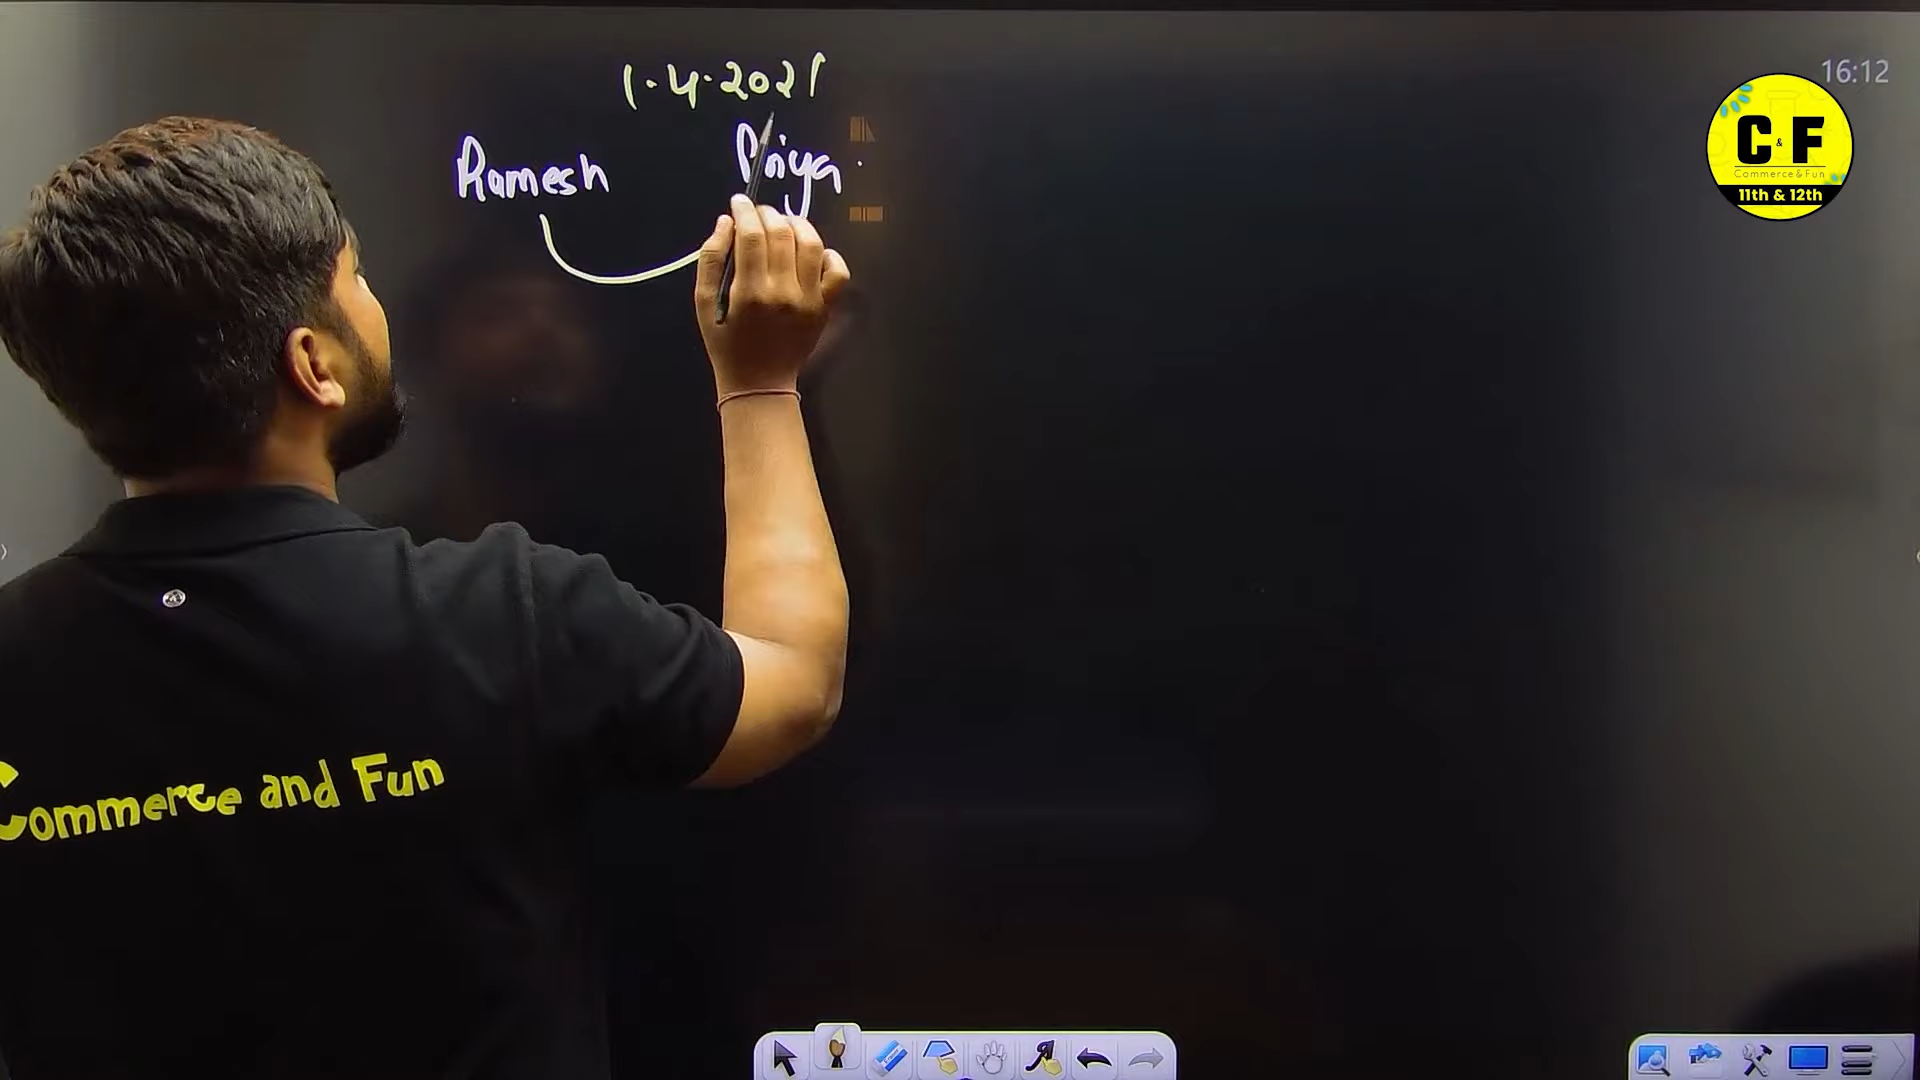 1.4.2021
Ramesh Priya
16:12
C & F
Commerce & Fun
11th & 12th
Commerce and Fun